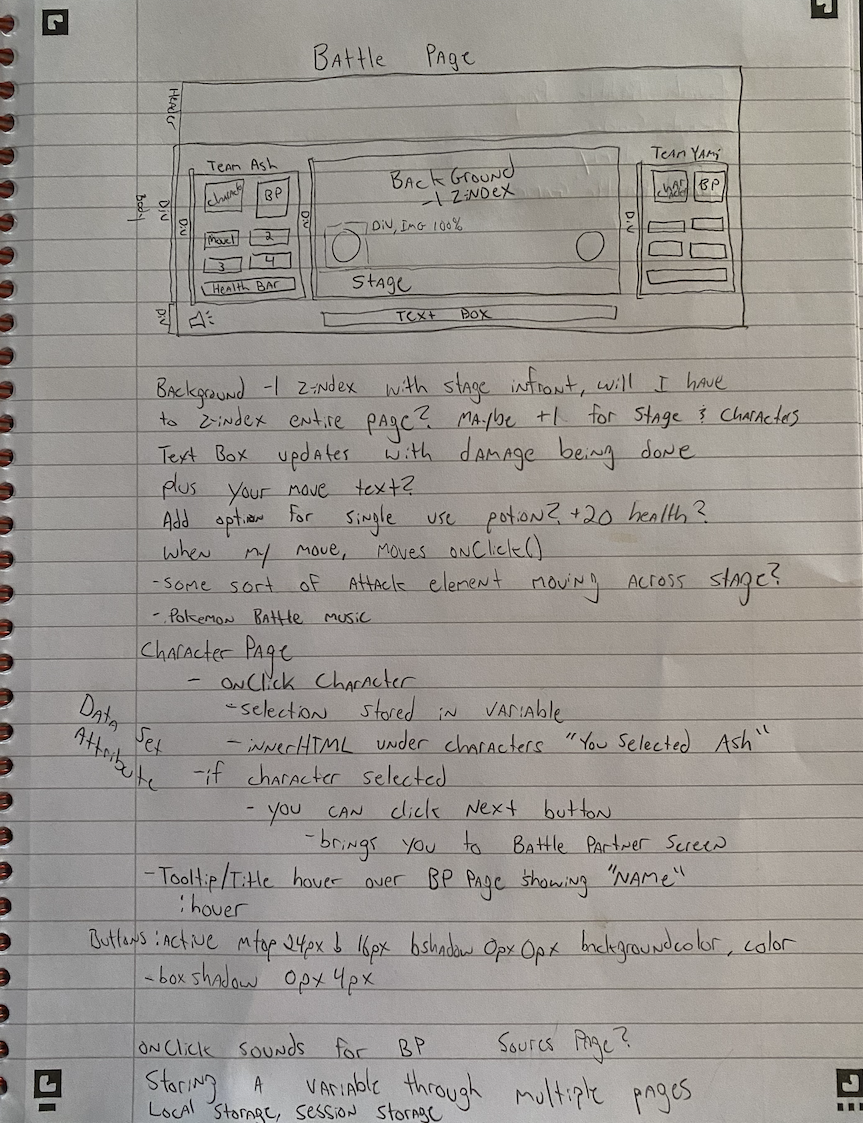 Battle Page
Header
Body
Div
Div
Team Ash
Charact
BP
Move 1
2
3
4
Health Bar
Div
Background
-1 Zindex
Div, Img 100%
Stage
Div
Team Yami
Character
BP
Div
Text Box
Background -1 z-index with stage infront, will I have
to z-index entire page? Maybe +1 for stage & characters
Text Box updates with damage being done
plus your move text?
Add option for single use potion? +20 health?
When my move, moves onClick()
-some sort of Attack element moving across stage?
-Pokemon Battle music
Character Page
- onClick Character
-selection stored in variable
Data Set
Attribute
-innerHTML under characters "You Selected Ash"
-if character selected
- you can click Next button
-brings you to Battle Partner Screen
-Tooltip/Title hover over BP Page showing "NAME"
:hover
Buttons :Active mtop 24px b 16px bshadow 0px 0px backgroundcolor, color
-box shadow 0px 4px
onClick sounds for BP Sources Page?
Storing a variable through multiple pages
Local storage, session storage